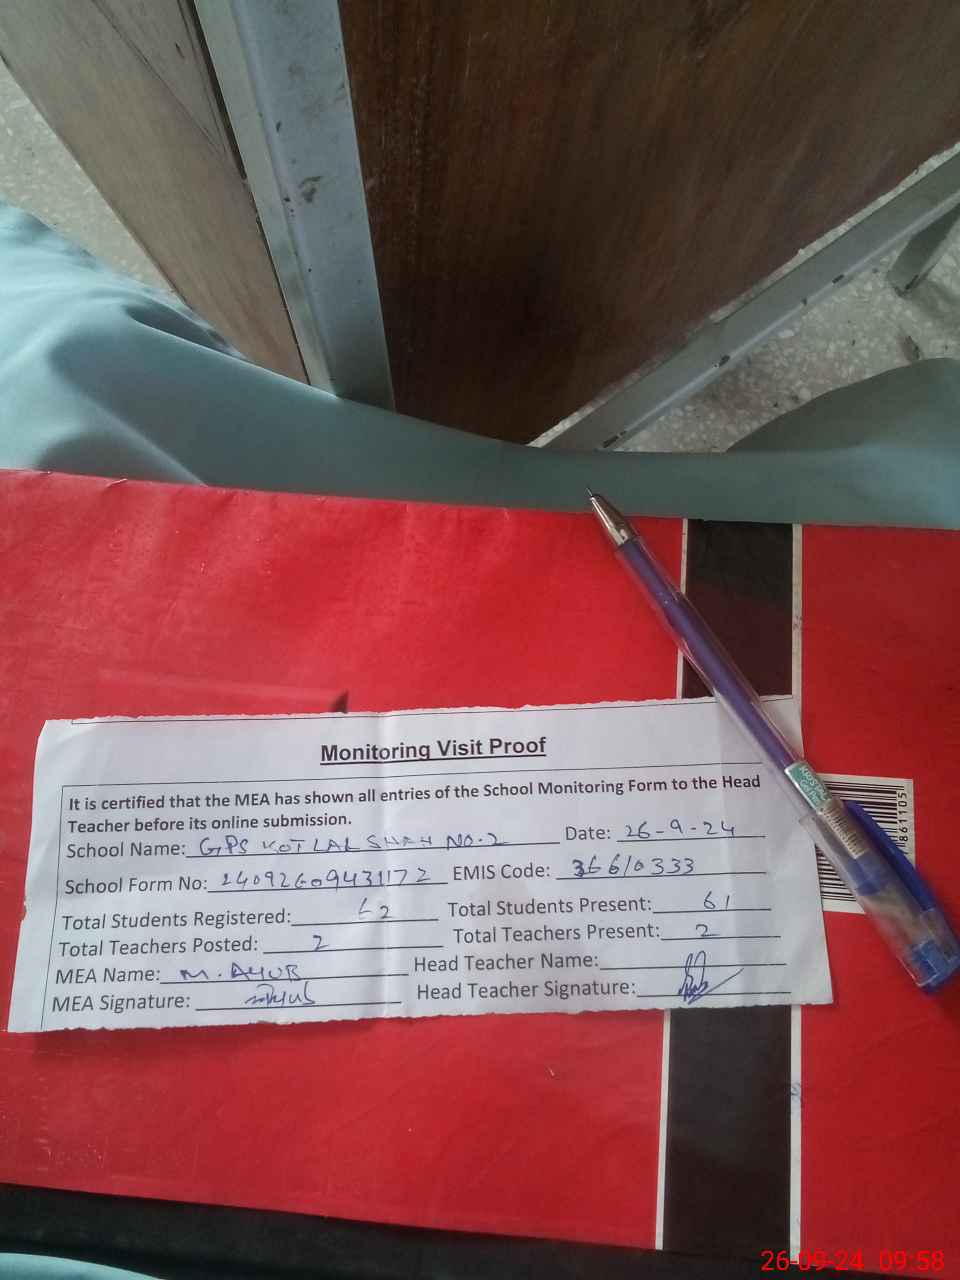 Monitoring Visit Proof
It is certified that the MEA has shown all entries of the School Monitoring Form to the Head
Teacher before its online submission.
School Name: GPS KOT LAL SHAH NO.2 Date: 26-9-24
School Form No: 24092609431172 EMIS Code: 36610333
Total Students Registered: 62 Total Students Present: 61
Total Teachers Posted: 2 Total Teachers Present: 2
MEA Name: M. AYUB Head Teacher Name:
MEA Signature: Head Teacher Signature:
861105
26-09-24 09:58